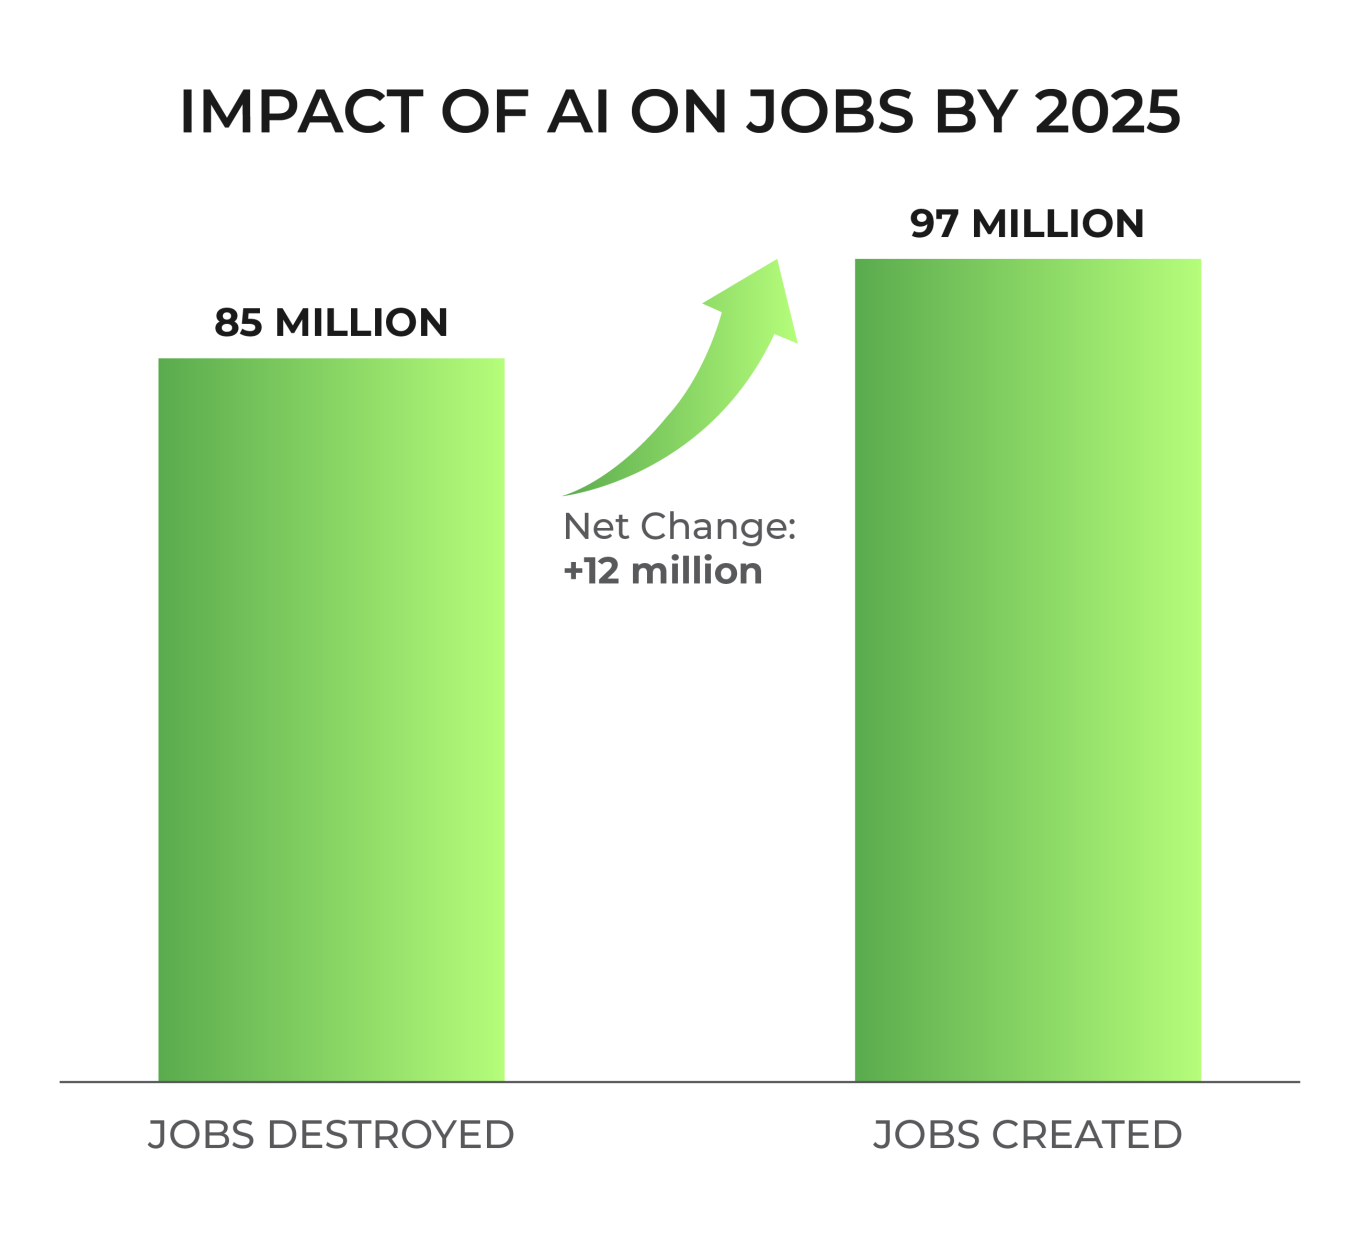 IMPACT OF AI ON JOBS BY 2025
97 MILLION
85 MILLION
Net Change:
+12 million
JOBS DESTROYED
JOBS CREATED